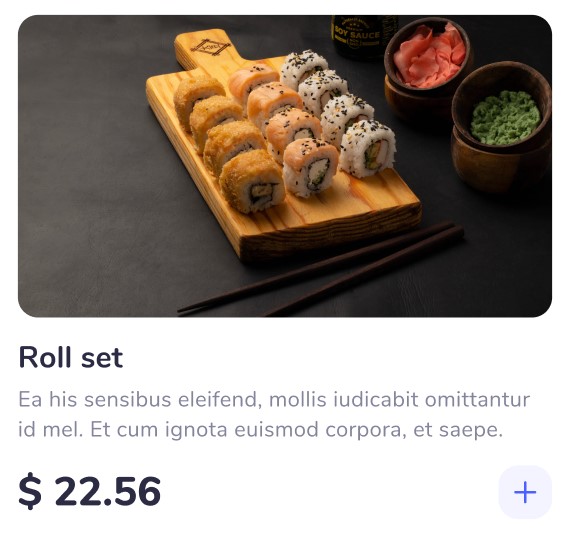 SOY SAUCE
Roll set
Ea his sensibus eleifend, mollis iudicabit omittantur
id mel. Et cum ignota euismod corpora, et saepe.
$ 22.56